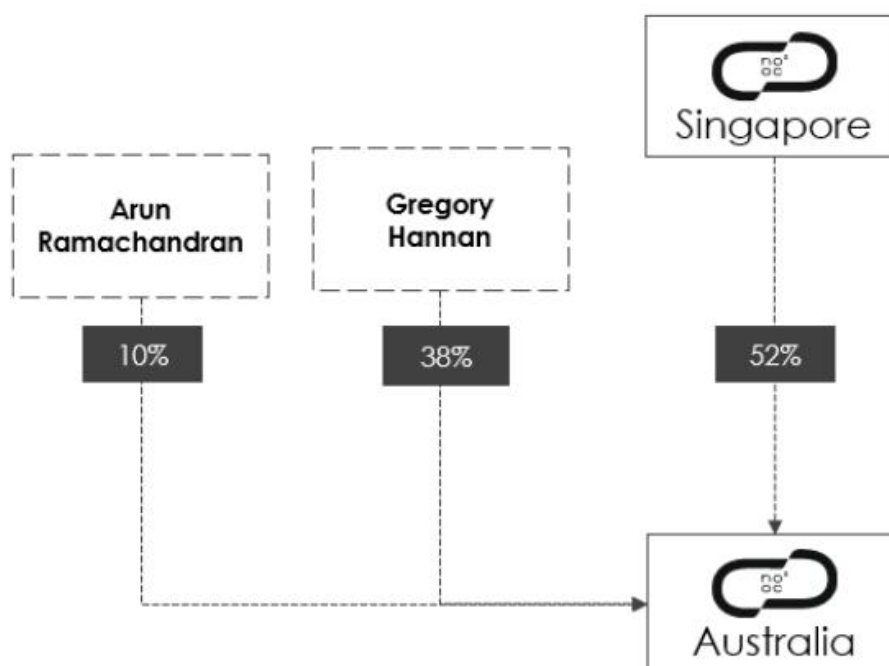 Singapore
Arun
Ramachandran
Gregory
Hannan
10%
38%
52%
Australia